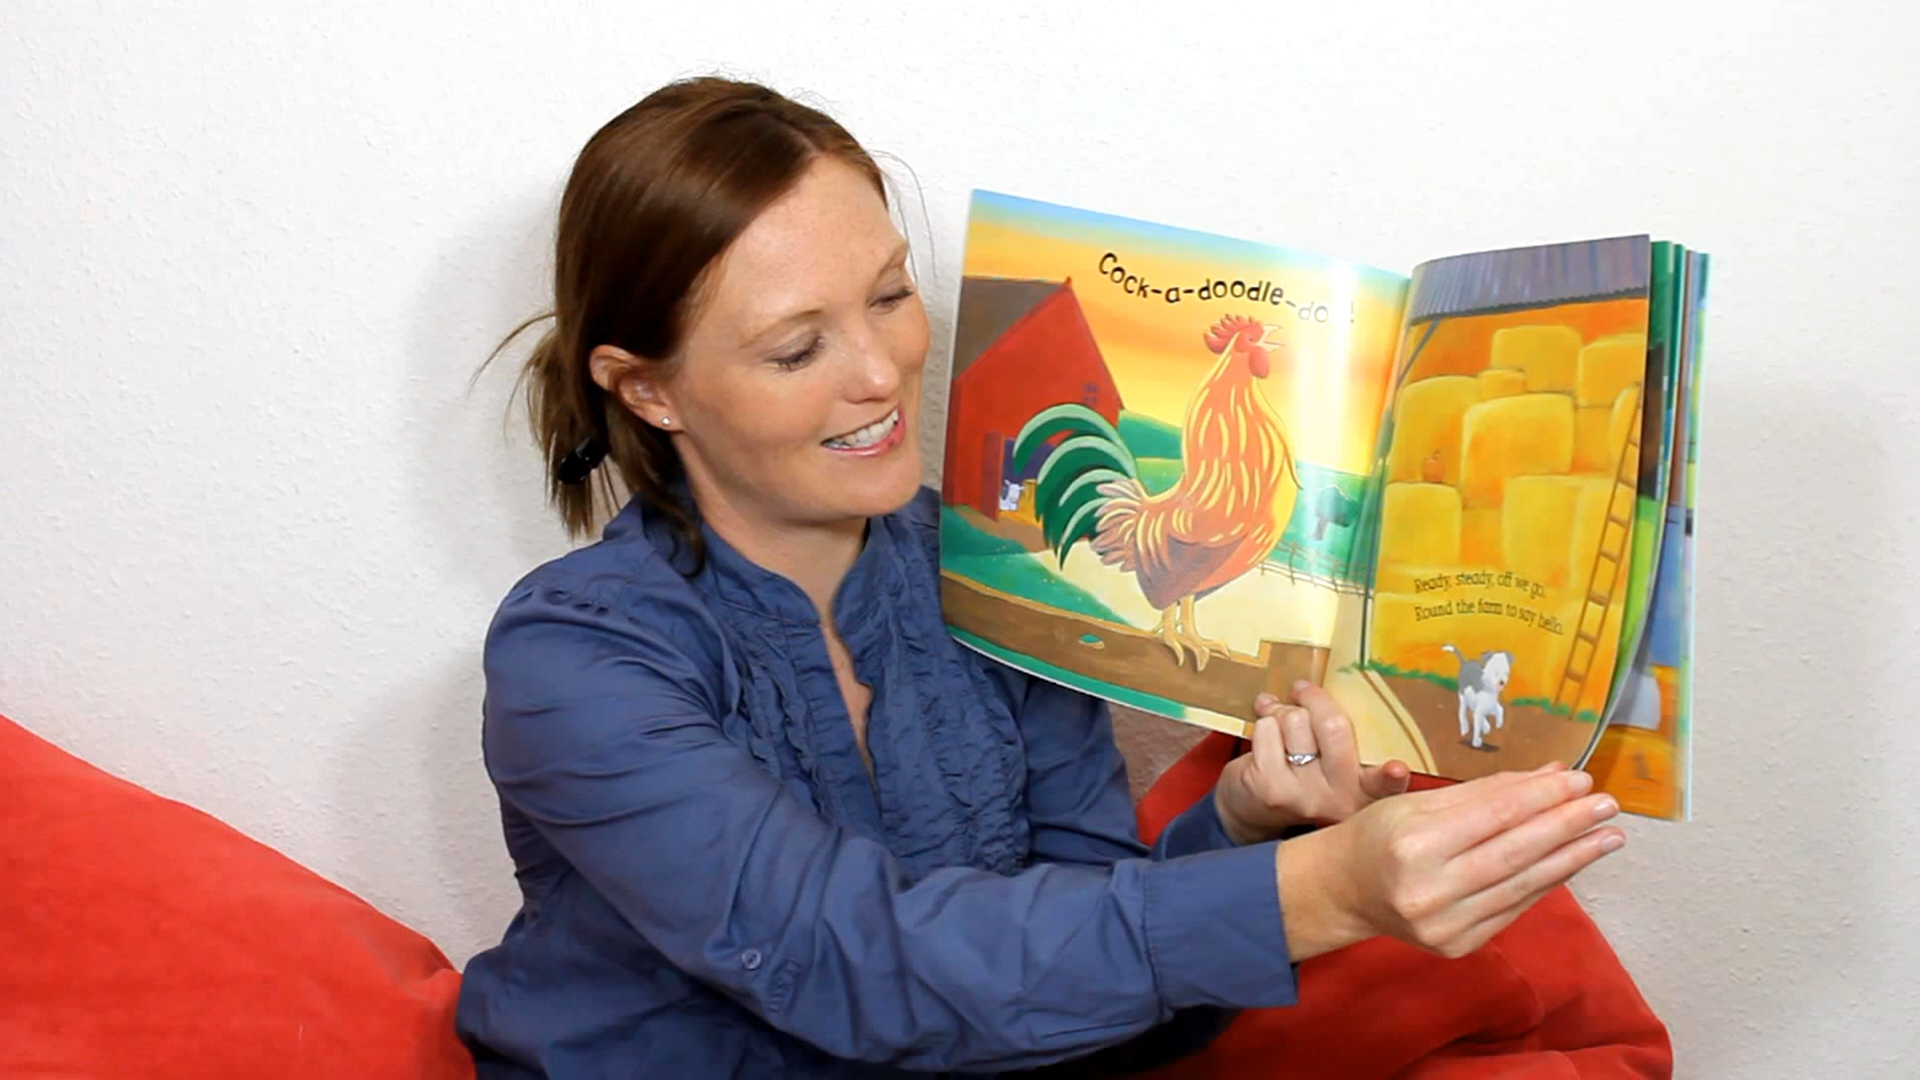 Cock-a-doodle-do!
Ready, steady, off we go,
Round the farm to say hello.